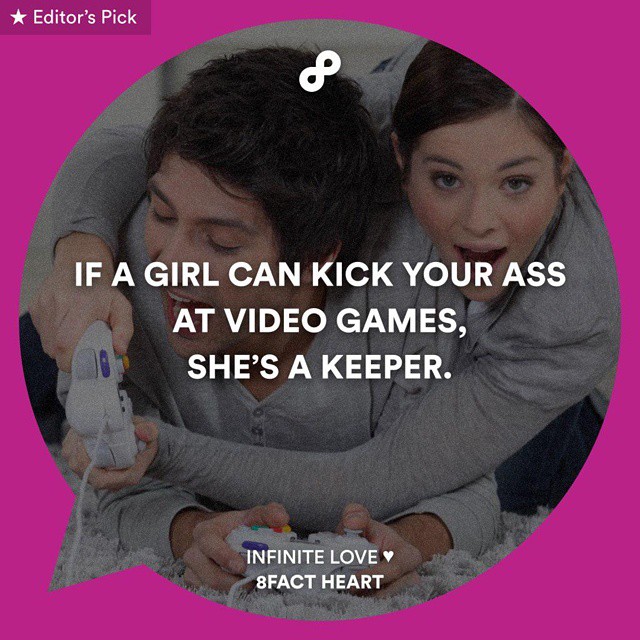 ★ Editor's Pick
IF A GIRL CAN KICK YOUR ASS
AT VIDEO GAMES,
SHE'S A KEEPER.
INFINITE LOVE ♥
8FACT HEART